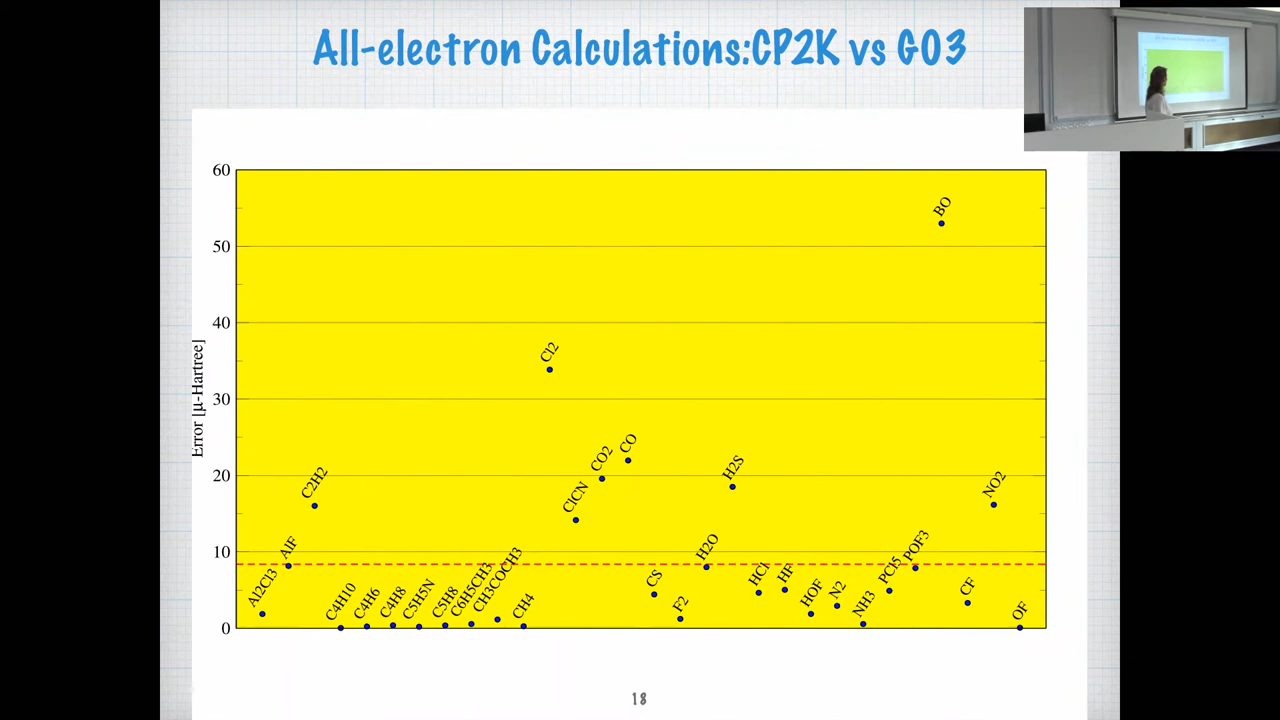 All-electron Calculations:CP2K vs G03
60
50
40
30
20
10
0
Error [µ-Hartree]
Al2Cl3
AlF
C2H2
C4H10
C4H6
C4H8
C5H5N
C5H8
C6H5CH3
CH3COCH3
CH4
Cl2
ClCN
CO2
CO
CS
F2
H2O
H2S
HCl
HF
HOF
N2
NH3
PCl5
POF3
BO
CF
NO2
OF
18